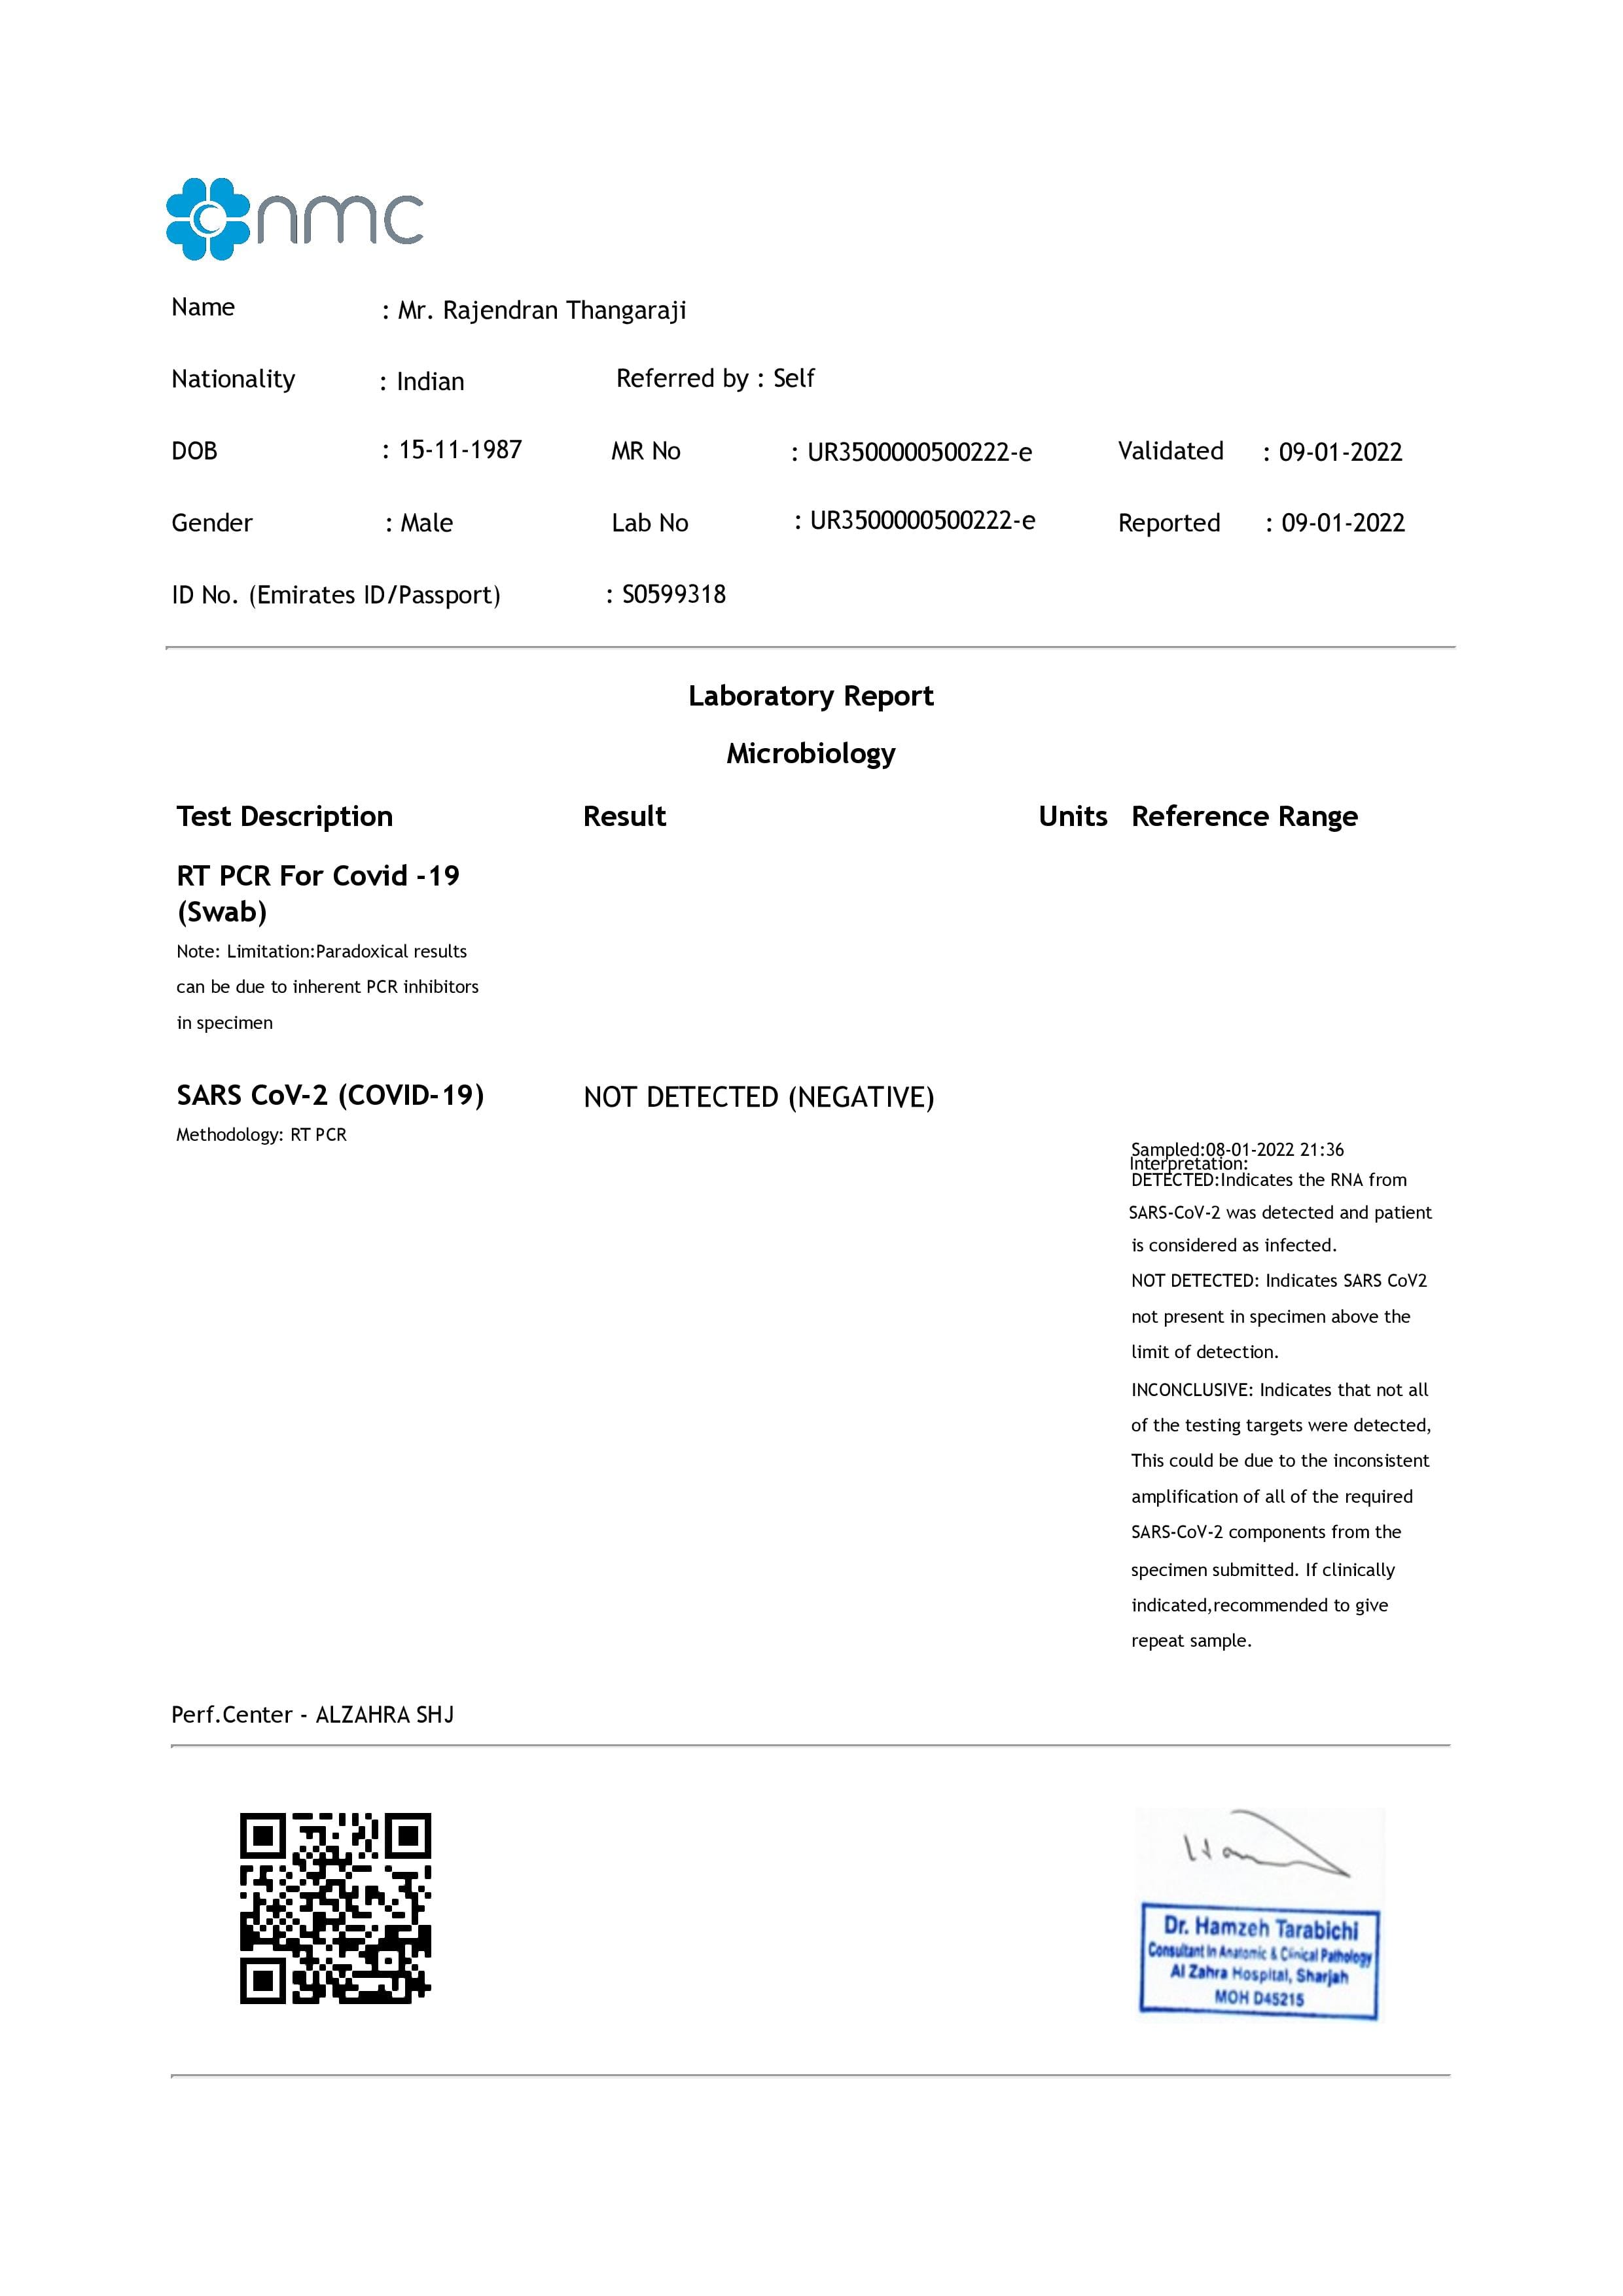 nmc
Name : Mr. Rajendran Thangaraji
Nationality : Indian Referred by : Self
DOB : 15-11-1987 MR No : UR3500000500222-e Validated : 09-01-2022
Gender : Male Lab No : UR3500000500222-e Reported : 09-01-2022
ID No. (Emirates ID/Passport) : S0599318
Laboratory Report
Microbiology
Test Description Result Units Reference Range
RT PCR For Covid -19
(Swab)
Note: Limitation:Paradoxical results
can be due to inherent PCR inhibitors
in specimen
SARS CoV-2 (COVID-19) NOT DETECTED (NEGATIVE)
Methodology: RT PCR
Sampled:08-01-2022 21:36
Interpretation:
DETECTED:Indicates the RNA from
SARS-CoV-2 was detected and patient
is considered as infected.
NOT DETECTED: Indicates SARS CoV2
not present in specimen above the
limit of detection.
INCONCLUSIVE: Indicates that not all
of the testing targets were detected,
This could be due to the inconsistent
amplification of all of the required
SARS-CoV-2 components from the
specimen submitted. If clinically
indicated,recommended to give
repeat sample.
Perf.Center - ALZAHRA SHJ
Dr. Hamzeh Tarabichi
Consultant in Anatomic & Clinical Pathology
Al Zahra Hospital, Sharjah
MOH D45215